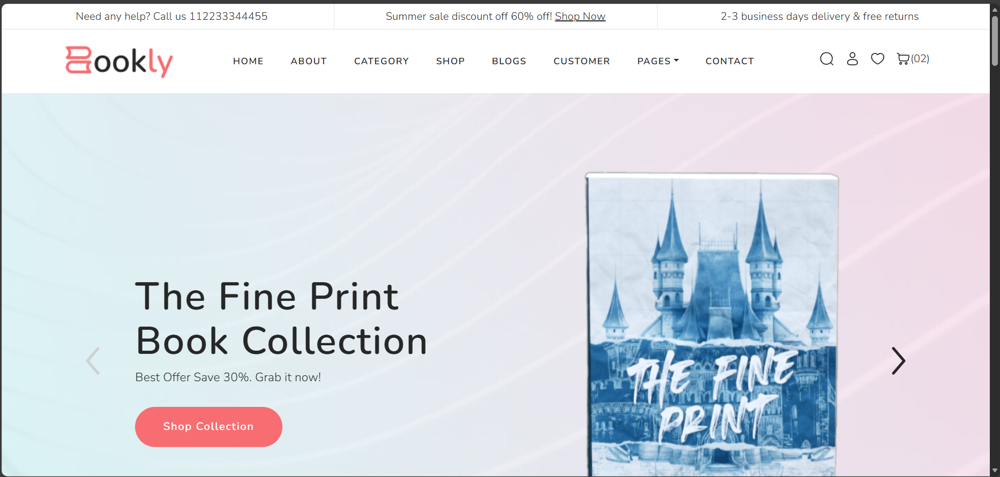 Need any help? Call us 112233344455
Summer sale discount off 60% off! Shop Now
2-3 business days delivery & free returns
Bookly
HOME
ABOUT
CATEGORY
SHOP
BLOGS
CUSTOMER
PAGES
CONTACT
(02)
The Fine Print
Book Collection
Best Offer Save 30%. Grab it now!
Shop Collection
THE FINE
PRINT